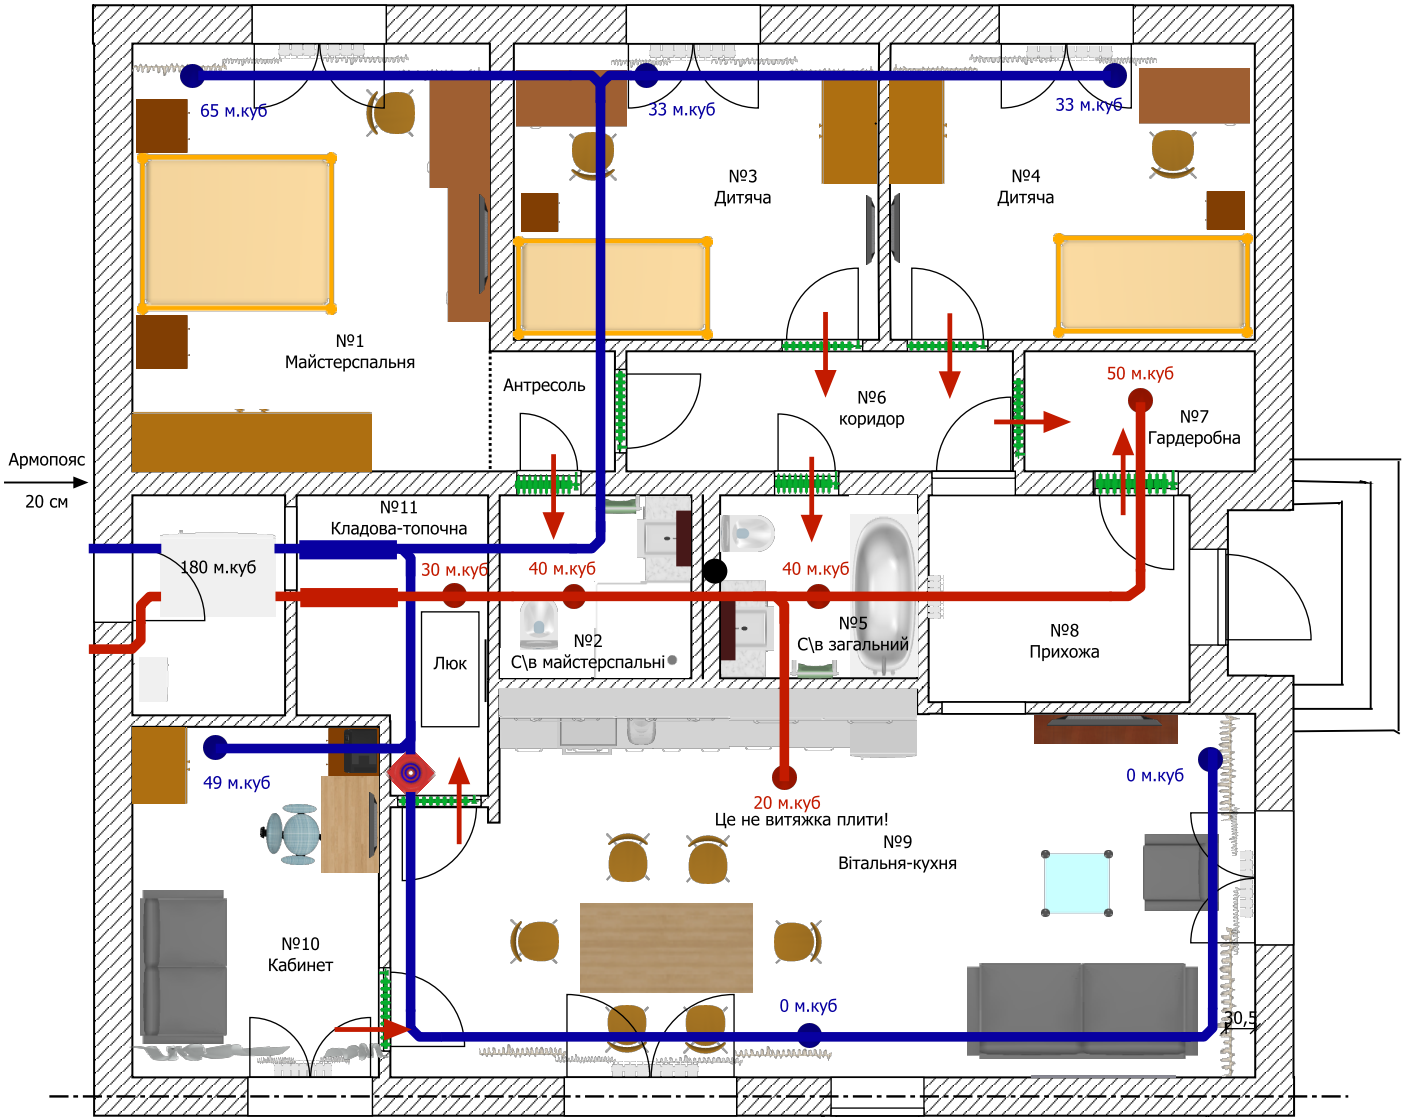 65 м.куб
33 м.куб
33 м.куб
№3
Дитяча
№4
Дитяча
№1
Майстерспальня
Антресоль
№6
коридор
50 м.куб
№7
Гардеробна
Армопояс
20 см
№11
Кладова-топочна
180 м.куб
30 м.куб
40 м.куб
40 м.куб
№2
С\в майстерспальні
№5
С\в загальний
№8
Прихожа
Люк
49 м.куб
0 м.куб
20 м.куб
Це не витяжка плити!
№9
Вітальня-кухня
№10
Кабинет
0 м.куб
30,5